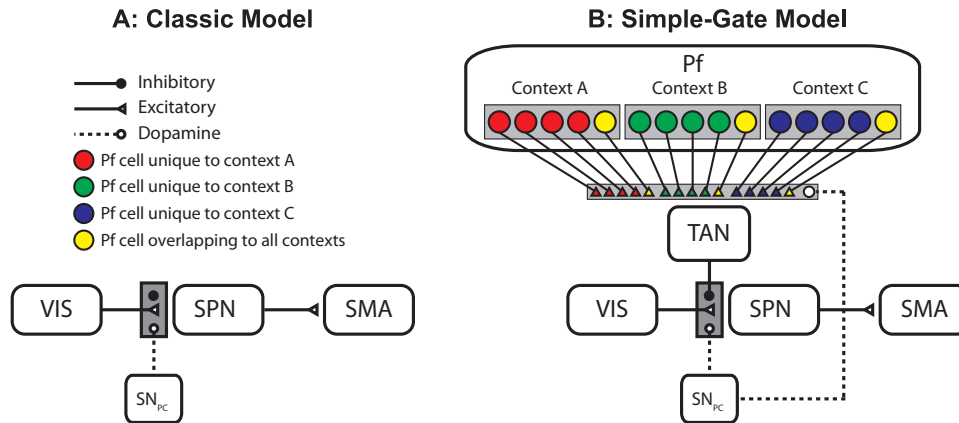 A: Classic Model
Inhibitory
Excitatory
Dopamine
Pf cell unique to context A
Pf cell unique to context B
Pf cell unique to context C
Pf cell overlapping to all contexts
VIS
SPN
SMA
SNPC
B: Simple-Gate Model
Pf
Context A
Context B
Context C
TAN
VIS
SPN
SMA
SNPC